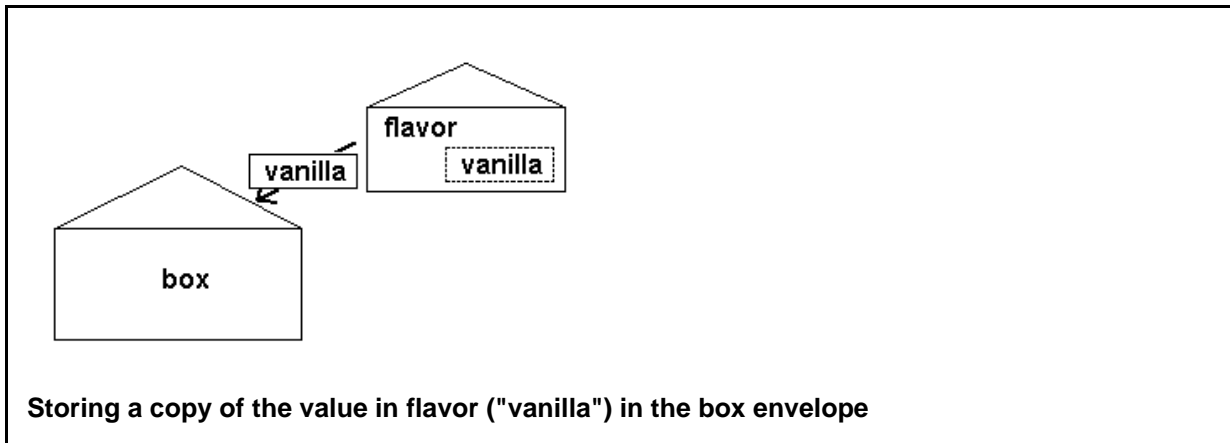 flavor
vanilla
vanilla
box
Storing a copy of the value in flavor ("vanilla") in the box envelope